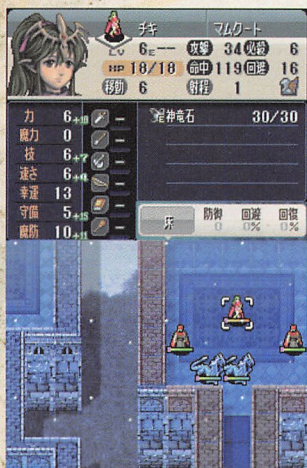 チキ マムクート
LV 6 E -- 攻撃 34 必殺 6
HP 18/18 命中 119 回避 16
移動 6 射程 1
力 6+18 — 神竜石 30/30
魔力 0 —
技 6+7 —
速さ 6+4 —
幸運 13 —
守備 5+15 — 床 防御 回避 回復
魔防 10+11 — 0 0% 0%